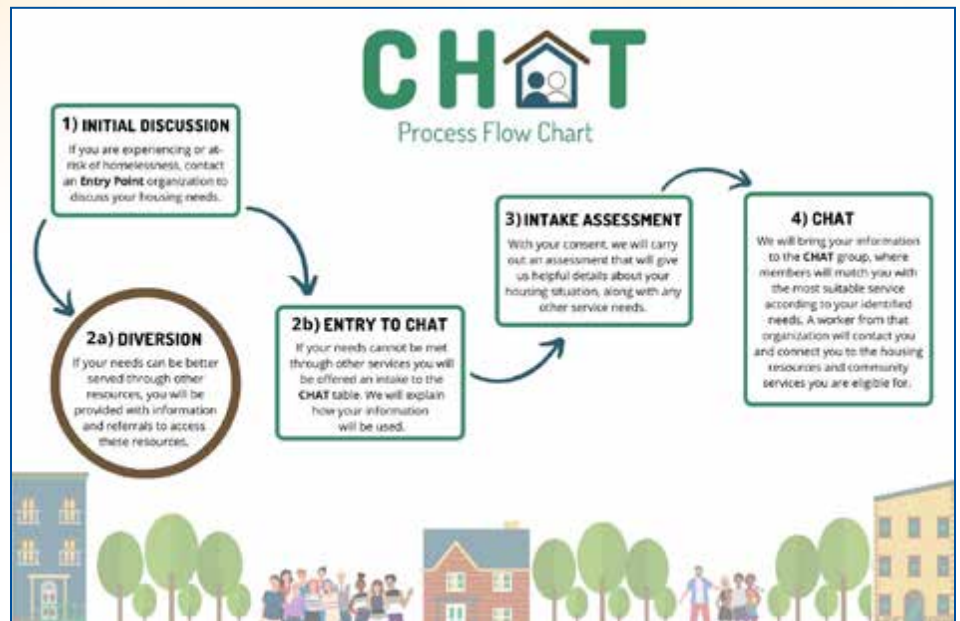 CHAT
Process Flow Chart
1) INITIAL DISCUSSION
If you are experiencing or at-
risk of homelessness, contact
an Entry Point organization to
discuss your housing needs.
2a) DIVERSION
If your needs can be better
served through other
resources, you will be
provided with information
and referrals to access
these resources.
2b) ENTRY TO CHAT
If your needs cannot be met
through other services you will
be offered an intake to the
CHAT table. We will explain
how your information
will be used.
3) INTAKE ASSESSMENT
With your consent, we will carry
out an assessment that will give
us helpful details about your
housing situation, along with any
other service needs.
4) CHAT
We will bring your information
to the CHAT group, where
members will match you with
the most suitable service
according to your identified
needs. A worker from that
organization will contact you
and connect you to the housing
resources and community
services you are eligible for.